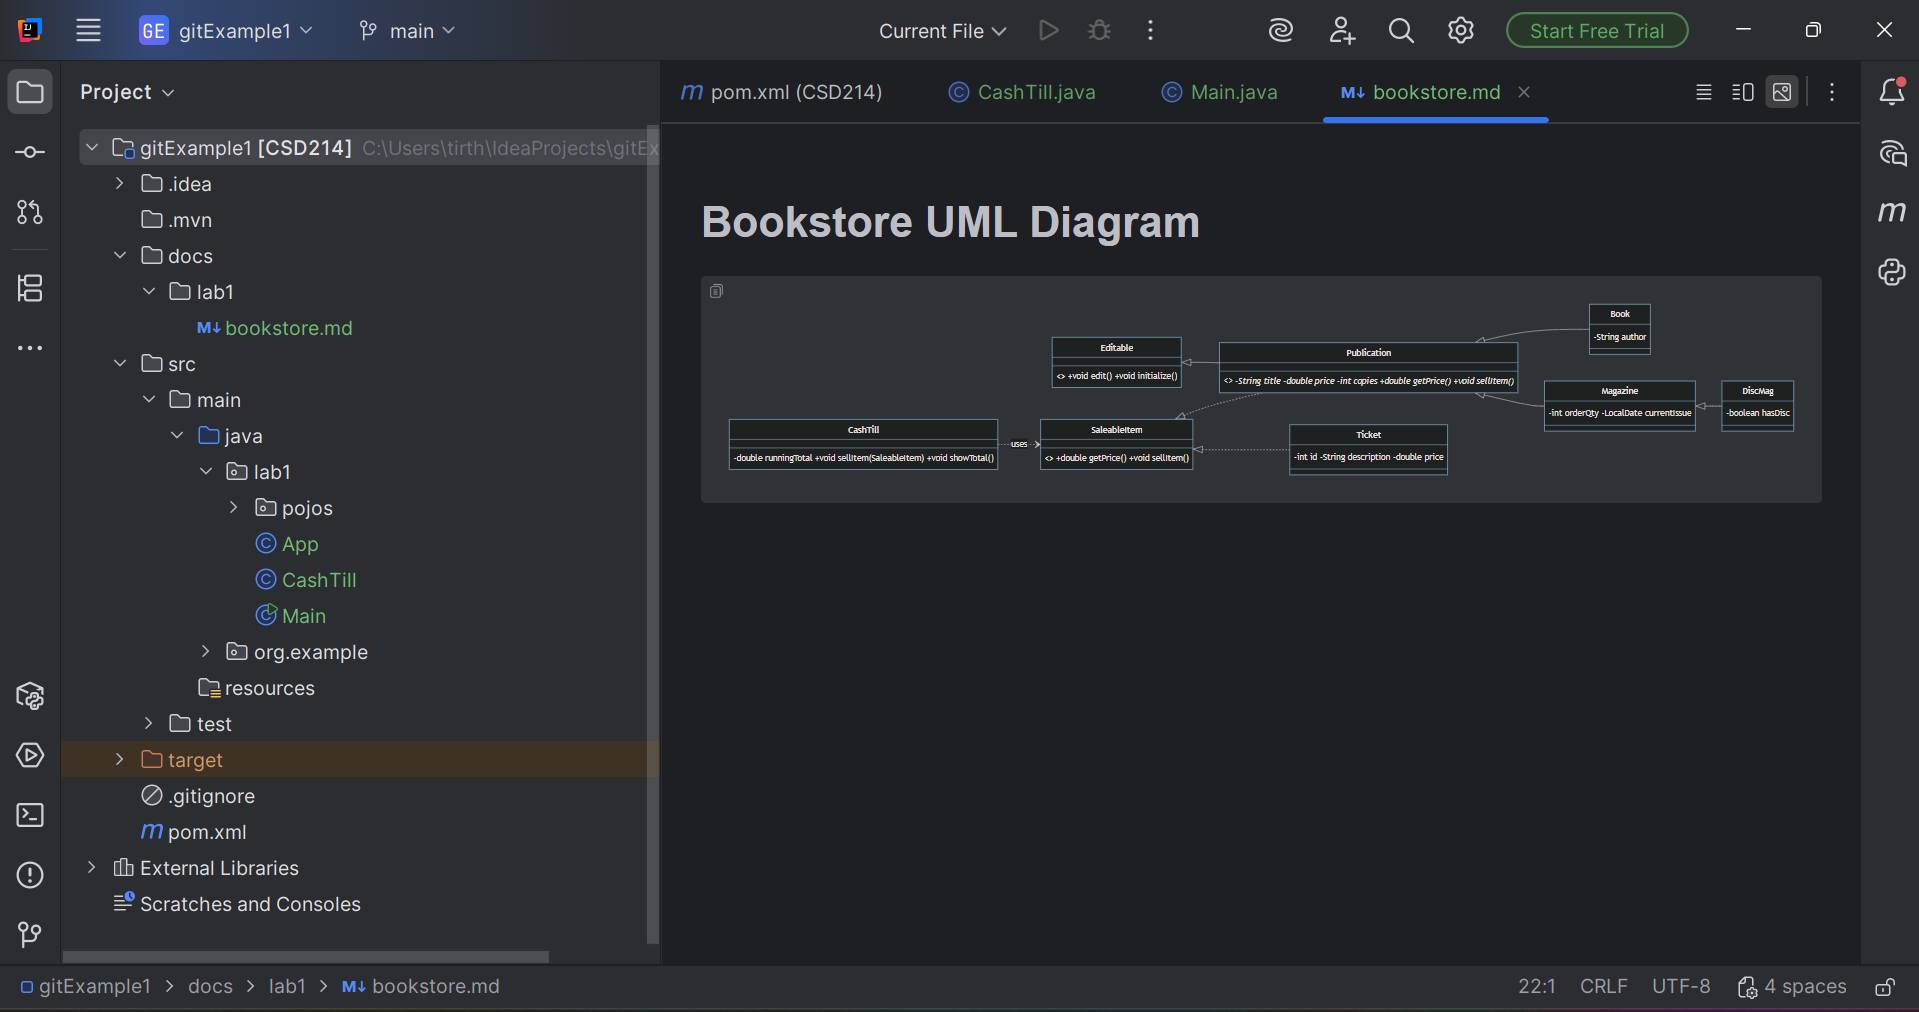 GE gitExample1 main Current File Start Free Trial
Project
pom.xml (CSD214) CashTill.java Main.java bookstore.md
gitExample1 [CSD214] C:\Users\tirth\IdeaProjects\gitEx
.idea
.mvn
docs
lab1
bookstore.md
src
main
java
lab1
pojos
App
CashTill
Main
org.example
resources
test
target
.gitignore
pom.xml
External Libraries
Scratches and Consoles
Bookstore UML Diagram
Book
-String author
Editable
<> +void edit() +void initialize()
Publication
<> -String title -double price -int copies +double getPrice() +void sellItem()
Magazine
-int orderQty -LocalDate currentIssue
DiscMag
-boolean hasDisc
CashTill
-double runningTotal +void sellItem(SaleableItem) +void showTotal()
uses
SaleableItem
<> +double getPrice() +void sellItem()
Ticket
-int id -String description -double price
gitExample1 > docs > lab1 > bookstore.md
22:1 CRLF UTF-8 4 spaces